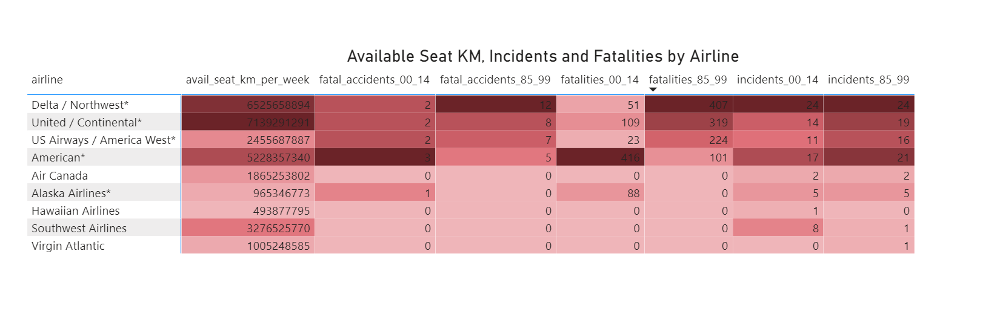 Available Seat KM, Incidents and Fatalities by Airline
airline avail_seat_km_per_week fatal_accidents_00_14 fatal_accidents_85_99 fatalities_00_14 fatalities_85_99 incidents_00_14 incidents_85_99
Delta / Northwest* 6525658894 2 12 51 407 24 24
United / Continental* 7139291291 2 8 109 319 14 19
US Airways / America West* 2455687887 2 7 23 224 11 16
American* 5228357340 3 5 416 101 17 21
Air Canada 1865253802 0 0 0 0 2 2
Alaska Airlines* 965346773 1 0 88 0 5 5
Hawaiian Airlines 493877795 0 0 0 0 1 0
Southwest Airlines 3276525770 0 0 0 0 8 1
Virgin Atlantic 1005248585 0 0 0 0 0 1